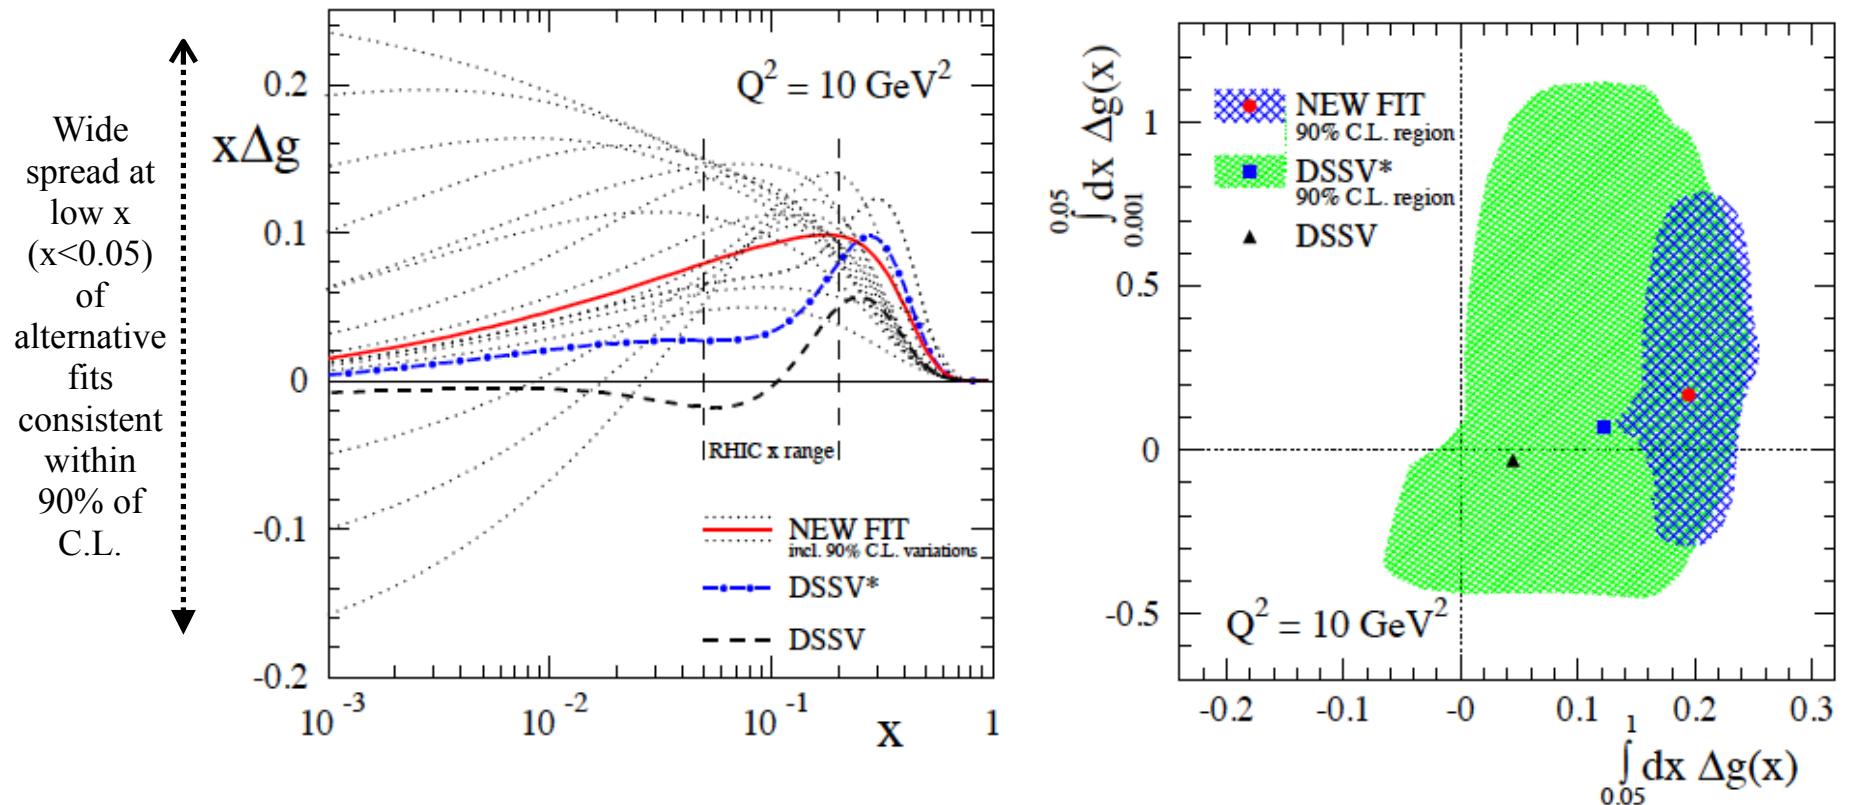 Wide
spread at
low x
(x<0.05)
of
alternative
fits
consistent
within
90% of
C.L.
xΔg
Q² = 10 GeV²
0.2
0.1
0
-0.1
-0.2
RHIC x range
NEW FIT
incl. 90% C.L. variations
DSSV*
DSSV
10⁻³
10⁻²
10⁻¹
1
x
0.05
∫ dx Δg(x)
0.001
1
0.5
0
-0.5
NEW FIT
90% C.L. region
DSSV*
90% C.L. region
DSSV
Q² = 10 GeV²
-0.2
-0.1
-0
0.1
0.2
0.3
1
∫ dx Δg(x)
0.05